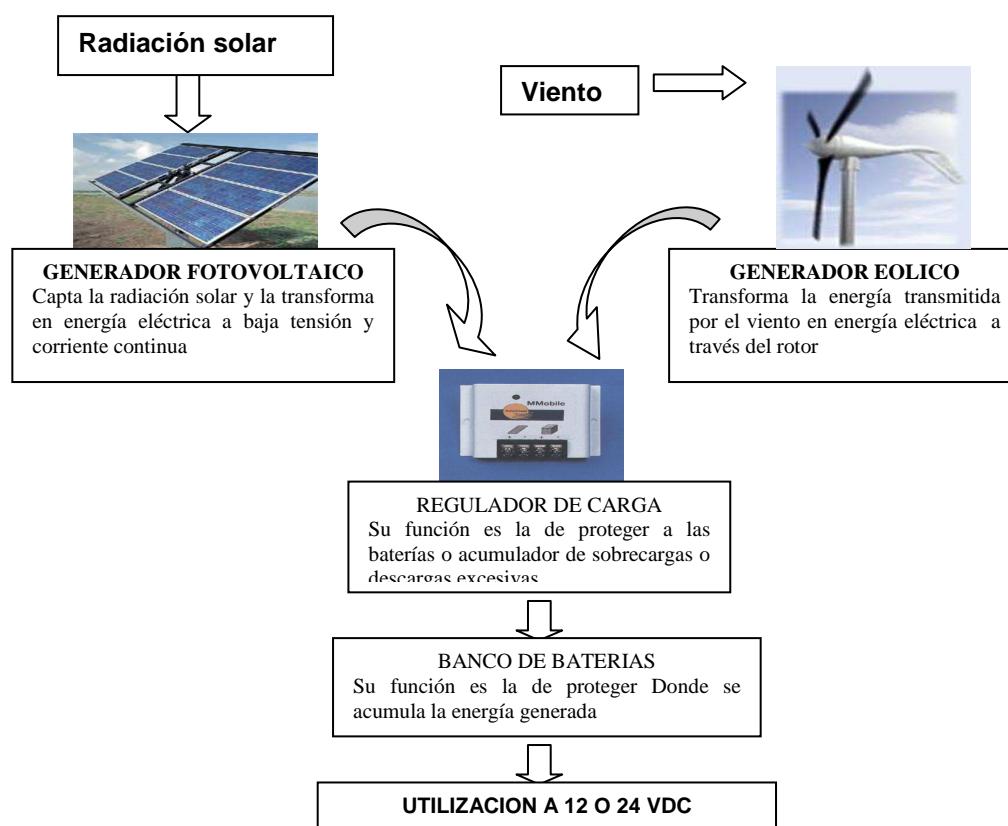 Radiación solar
Viento
GENERADOR FOTOVOLTAICO
Capta la radiación solar y la transforma
en energía eléctrica a baja tensión y
corriente continua
GENERADOR EOLICO
Transforma la energía transmitida
por el viento en energía eléctrica a
través del rotor
MMobile
REGULADOR DE CARGA
Su función es la de proteger a las
baterías o acumulador de sobrecargas o
descargas excesivas
BANCO DE BATERIAS
Su función es la de proteger Donde se
acumula la energía generada
UTILIZACION A 12 O 24 VDC